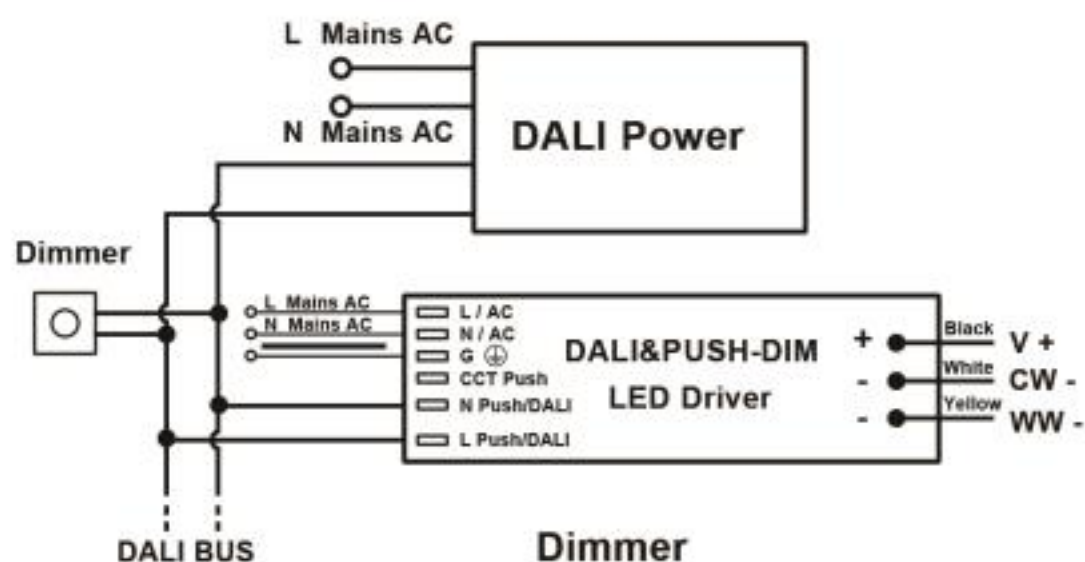 L Mains AC
N Mains AC
DALI Power
Dimmer
L Mains AC
N Mains AC
L / AC
N / AC
G
CCT Push
N Push/DALI
L Push/DALI
DALI&PUSH-DIM
LED Driver
+
-
-
Black
White
Yellow
V +
CW -
WW -
DALI BUS
Dimmer